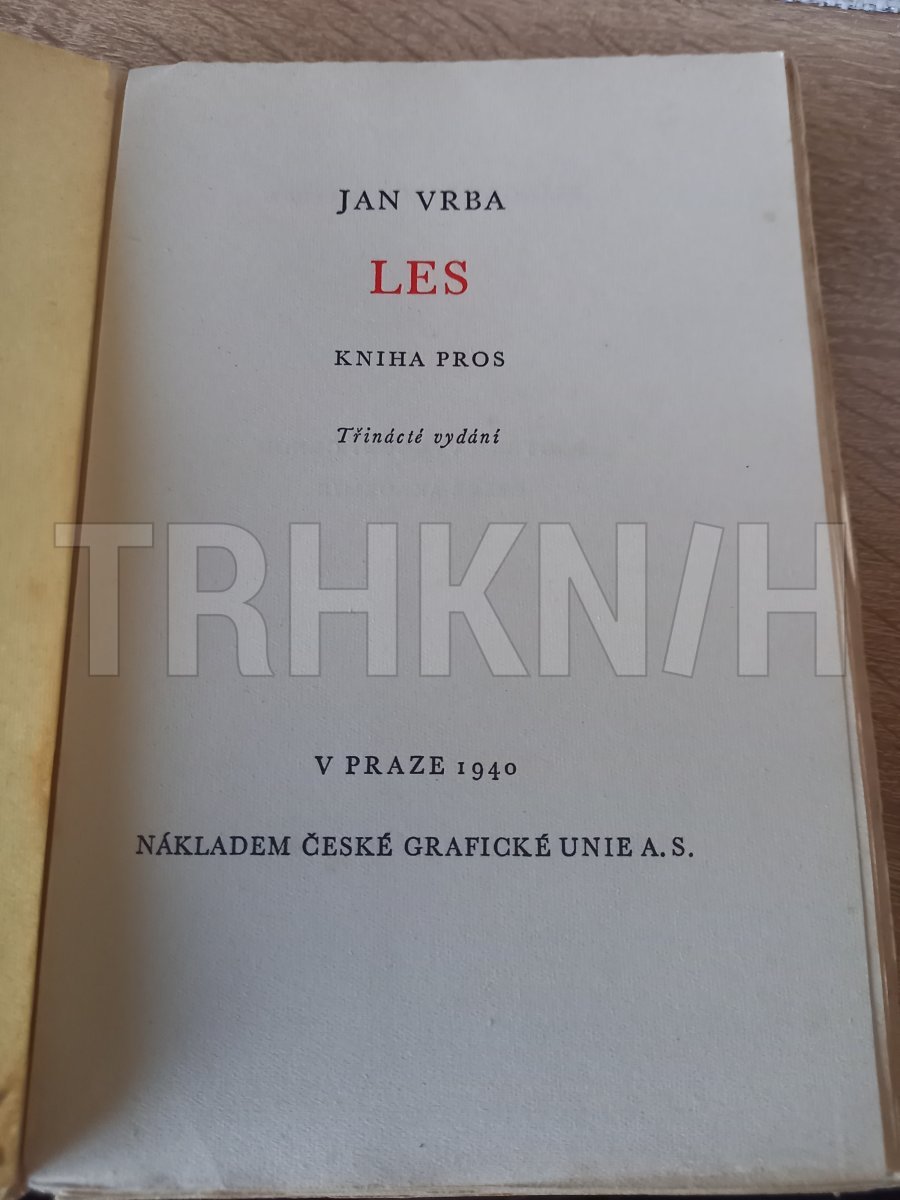 JAN VRBA
LES
KNIHA PROS
Třinácté vydání
TRHKNIH
V PRAZE 1940
NÁKLADEM ČESKÉ GRAFICKÉ UNIE A. S.